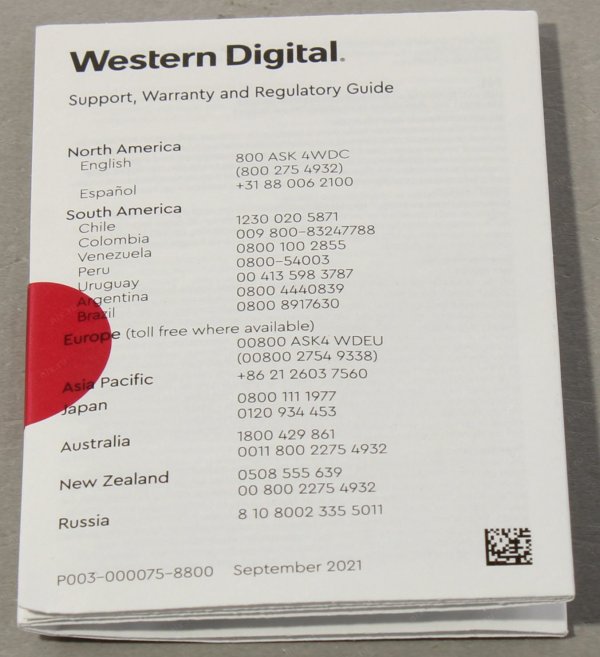 Western Digital.
Support, Warranty and Regulatory Guide
North America
English 800 ASK 4WDC
(800 275 4932)
Español +31 88 006 2100
South America
Chile 1230 020 5871
Colombia 009 800-83247788
Venezuela 0800 100 2855
Peru 0800-54003
Uruguay 00 413 598 3787
Argentina 0800 4440839
Brazil 0800 8917630
Europe (toll free where available)
00800 ASK4 WDEU
(00800 2754 9338)
Asia Pacific +86 21 2603 7560
Japan 0800 111 1977
0120 934 453
Australia 1800 429 861
0011 800 2275 4932
New Zealand 0508 555 639
00 800 2275 4932
Russia 8 10 8002 335 5011
P003-000075-8800 September 2021